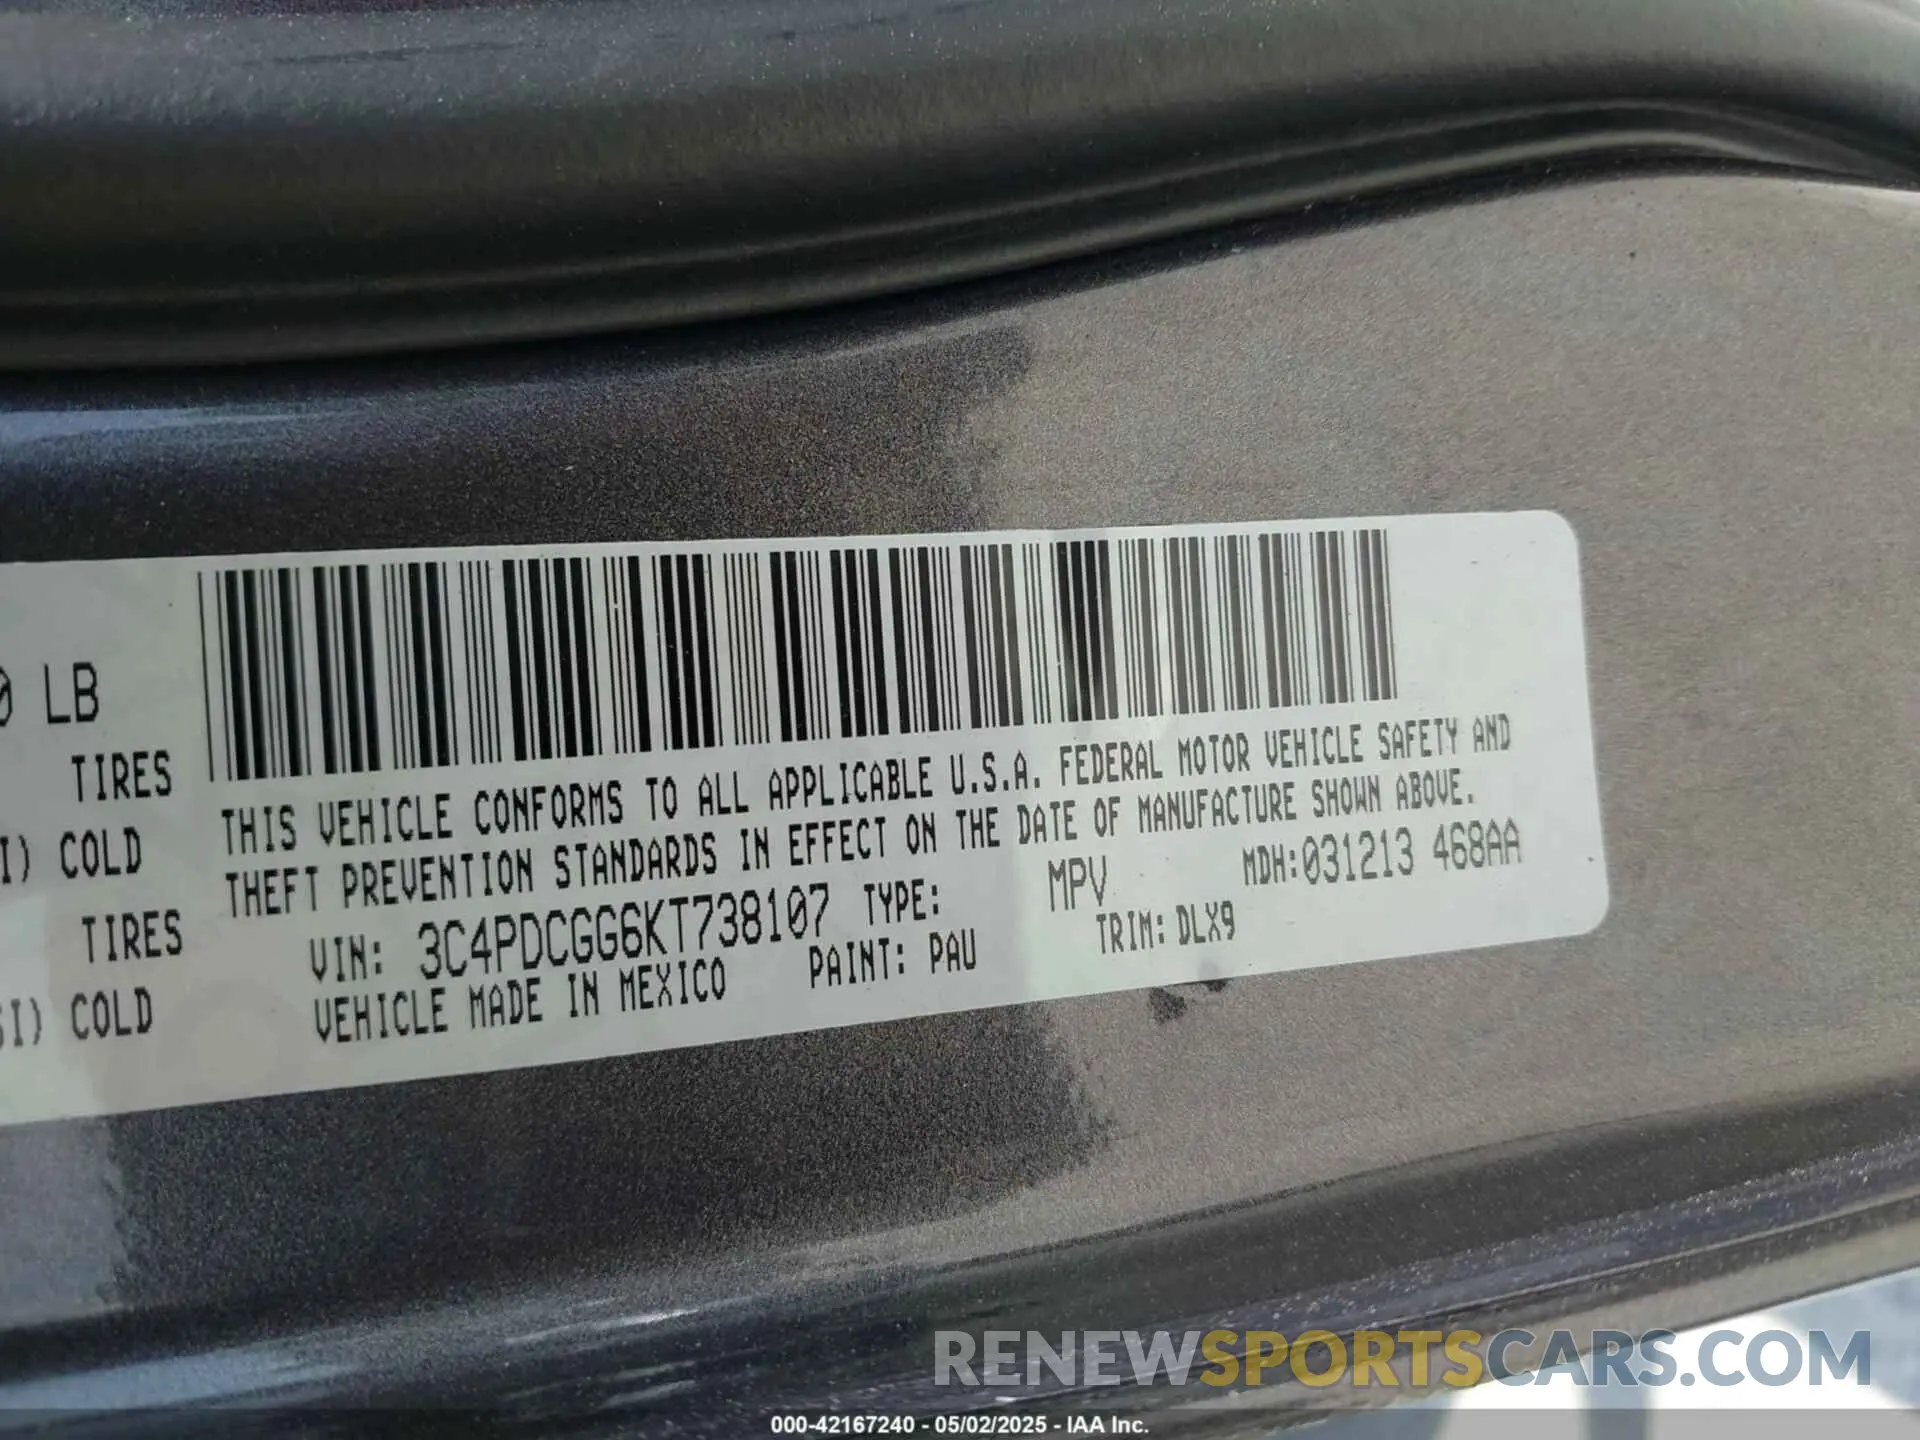 0 LB
TIRES
I) COLD
TIRES
SI) COLD
THIS VEHICLE CONFORMS TO ALL APPLICABLE U.S.A. FEDERAL MOTOR VEHICLE SAFETY AND
THEFT PREVENTION STANDARDS IN EFFECT ON THE DATE OF MANUFACTURE SHOWN ABOVE.
VIN: 3C4PDCGG6KT738107 TYPE: MPV MDH:031213 468AA
VEHICLE MADE IN MEXICO PAINT: PAU TRIM: DLX9
RENEWSPORTSCARS.COM
000-42167240 - 05/02/2025 - IAA Inc.